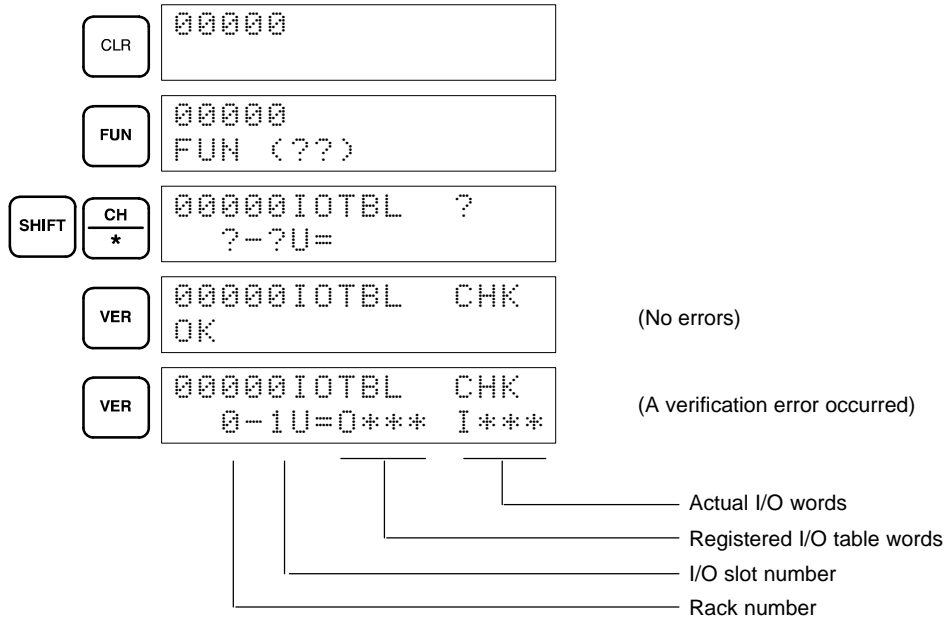 CLR
00000
FUN
00000
FUN (??)
SHIFT
CH
*
00000IOTBL ?
?-?U=
VER
00000IOTBL CHK
OK
(No errors)
VER
00000IOTBL CHK
0-1U=O*** I***
(A verification error occurred)
Actual I/O words
Registered I/O table words
I/O slot number
Rack number